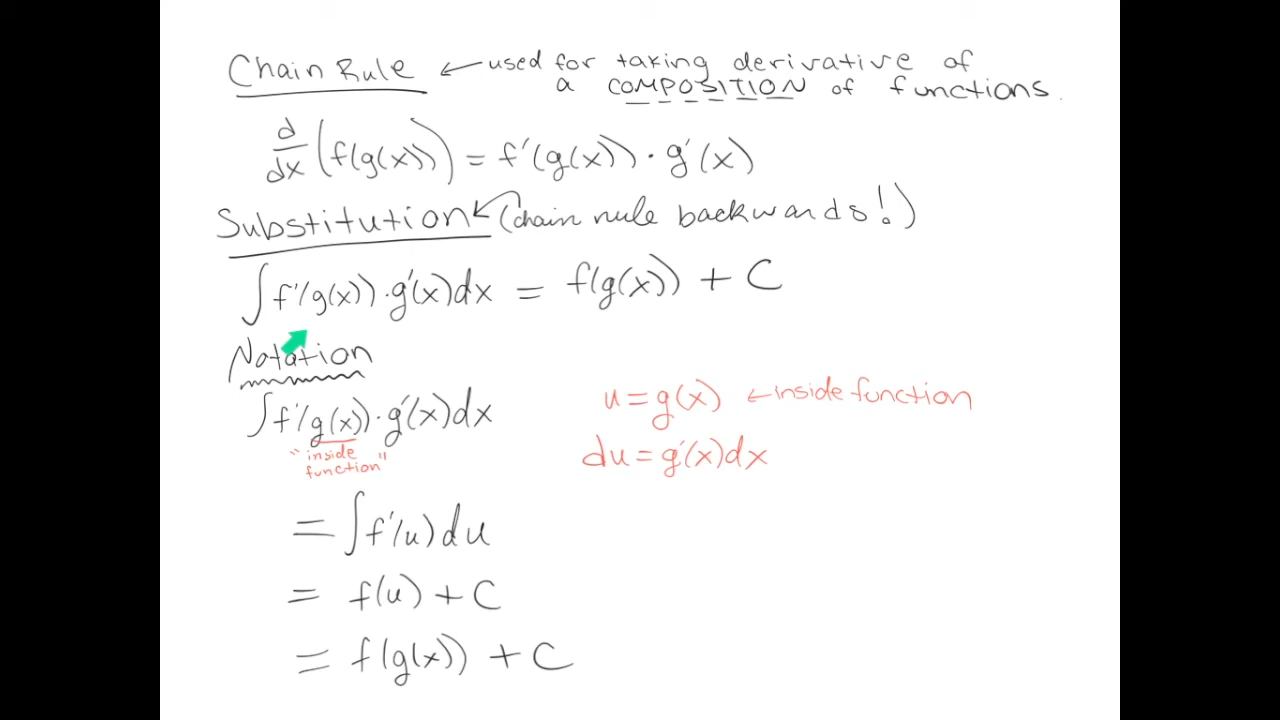 Chain Rule ← used for taking derivative of
a COMPOSITION of functions.
d/dx (f(g(x))) = f'(g(x)) · g'(x)
Substitution ← (chain rule backwards!)
∫ f'(g(x)) · g'(x) dx = f(g(x)) + C
Notation
∫ f'(g(x)) · g'(x) dx
"inside
function"
u = g(x) ← inside function
du = g'(x) dx
= ∫ f'(u) du
= f(u) + C
= f(g(x)) + C